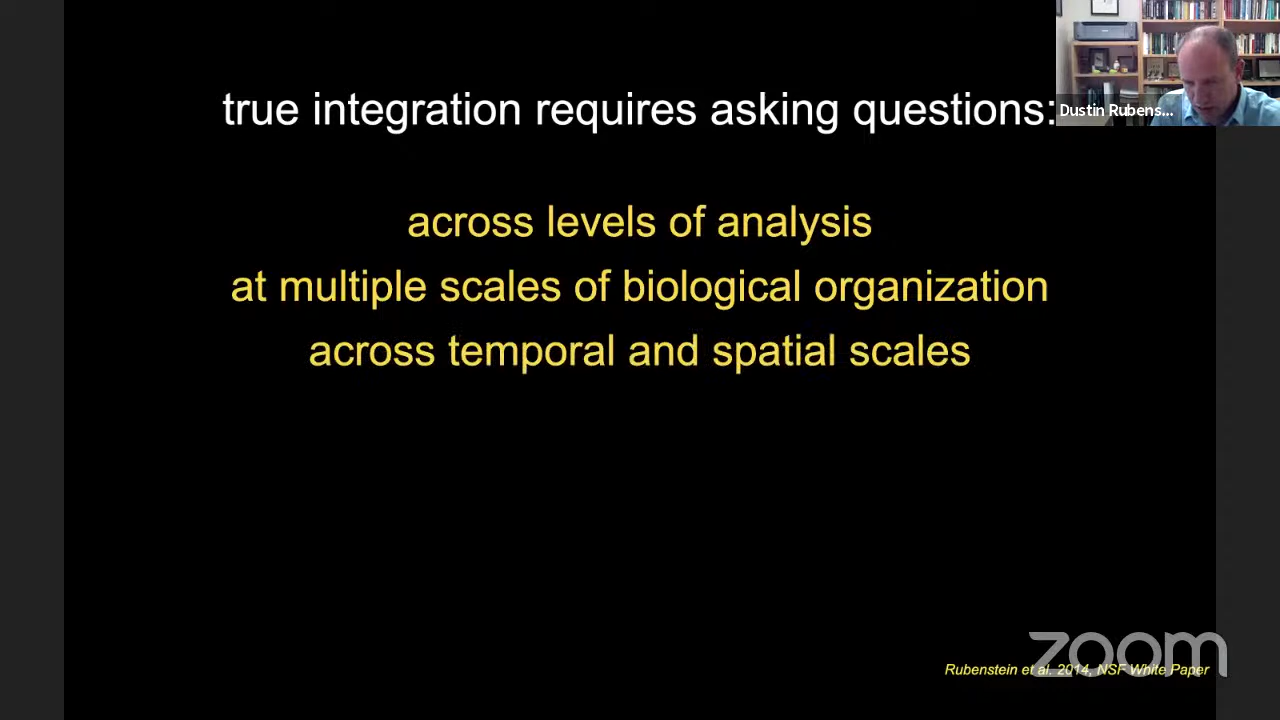 true integration requires asking questions:
Dustin Rubens...
across levels of analysis
at multiple scales of biological organization
across temporal and spatial scales
Rubenstein et al. 2014, NSF White Paper
zoom